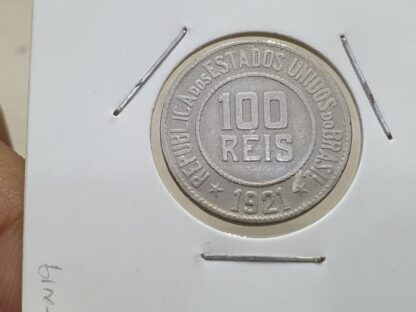 REPUBLICA DOS ESTADOS UNIDOS DO BRASIL
100
RÉIS
1921